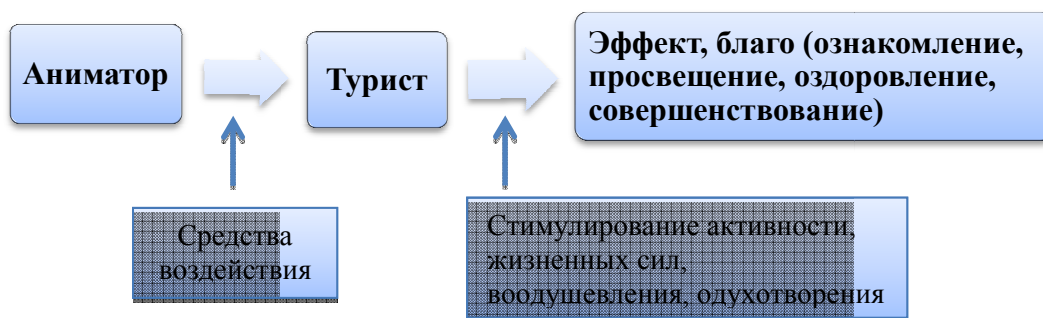 Аниматор
Турист
Эффект, благо (ознакомление,
просвещение, оздоровление,
совершенствование)
Средства
воздействия
Стимулирование активности,
жизненных сил,
воодушевления, одухотворения